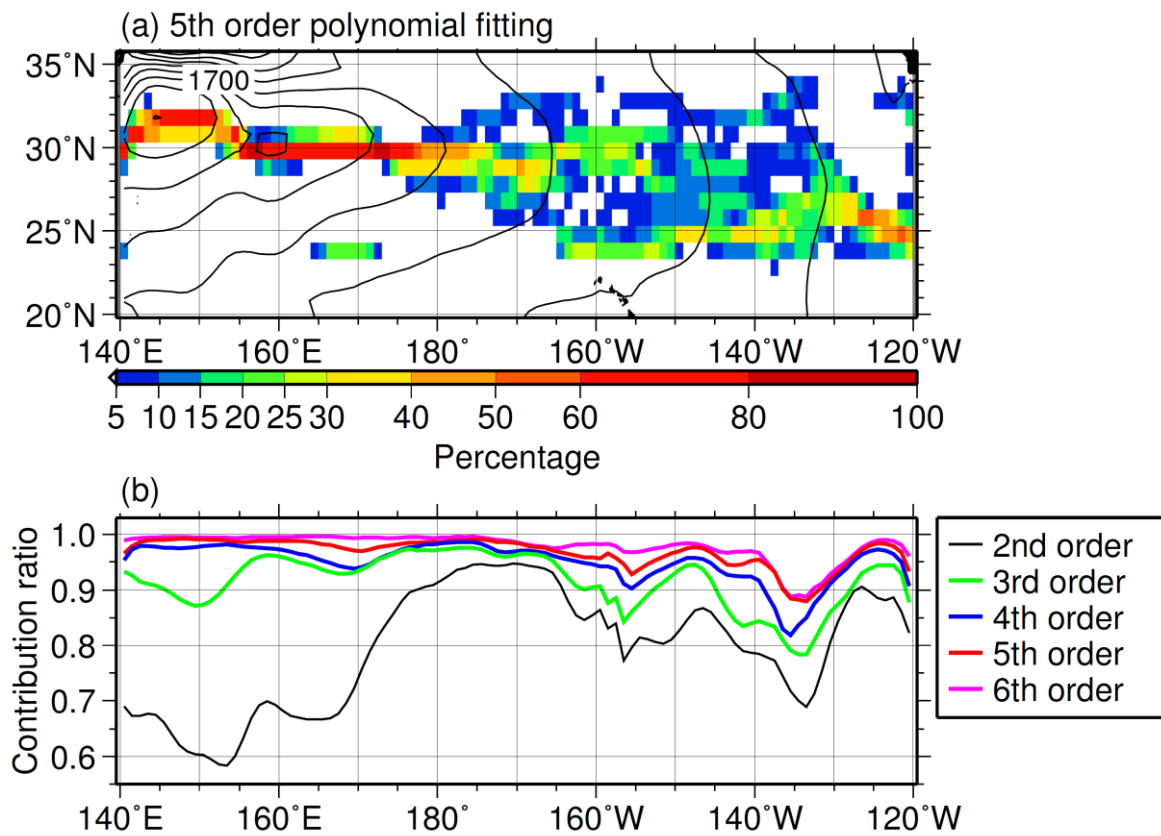 (a) 5th order polynomial fitting
35˚N
1700
30˚N
25˚N
20˚N
140˚E 160˚E 180˚ 160˚W 140˚W 120˚W
5 10 15 20 25 30 40 50 60 80 100
Percentage
(b)
Contribution ratio
1.0
0.9
0.8
0.7
0.6
140˚E 160˚E 180˚ 160˚W 140˚W 120˚W
2nd order
3rd order
4th order
5th order
6th order